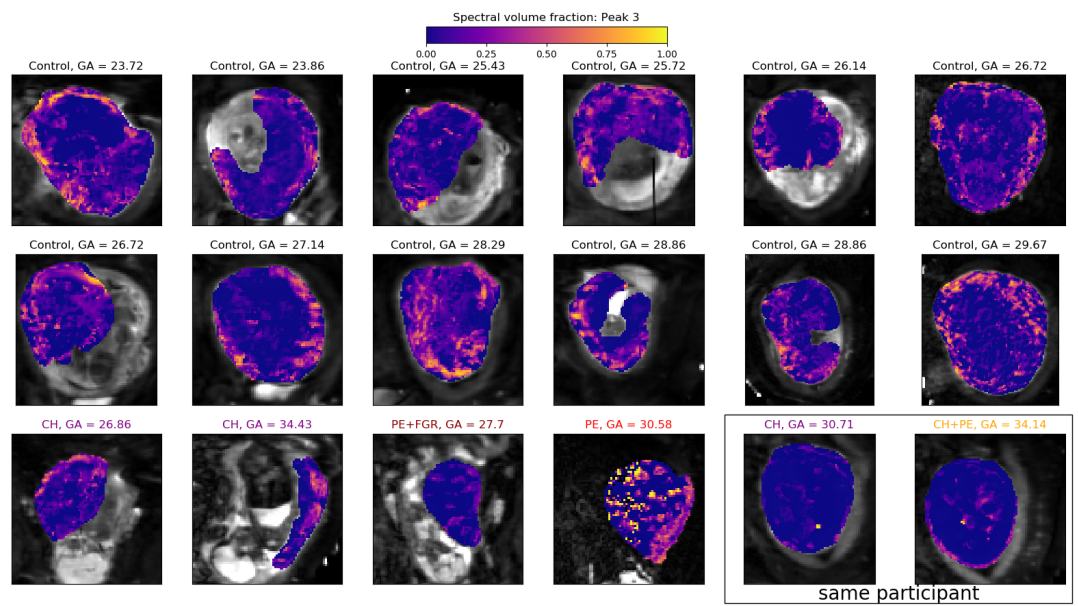 Spectral volume fraction: Peak 3
0.00 0.25 0.50 0.75 1.00
Control, GA = 23.72 Control, GA = 23.86 Control, GA = 25.43 Control, GA = 25.72 Control, GA = 26.14 Control, GA = 26.72
Control, GA = 26.72 Control, GA = 27.14 Control, GA = 28.29 Control, GA = 28.86 Control, GA = 28.86 Control, GA = 29.67
CH, GA = 26.86 CH, GA = 34.43 PE+FGR, GA = 27.7 PE, GA = 30.58 CH, GA = 30.71 CH+PE, GA = 34.14
same participant